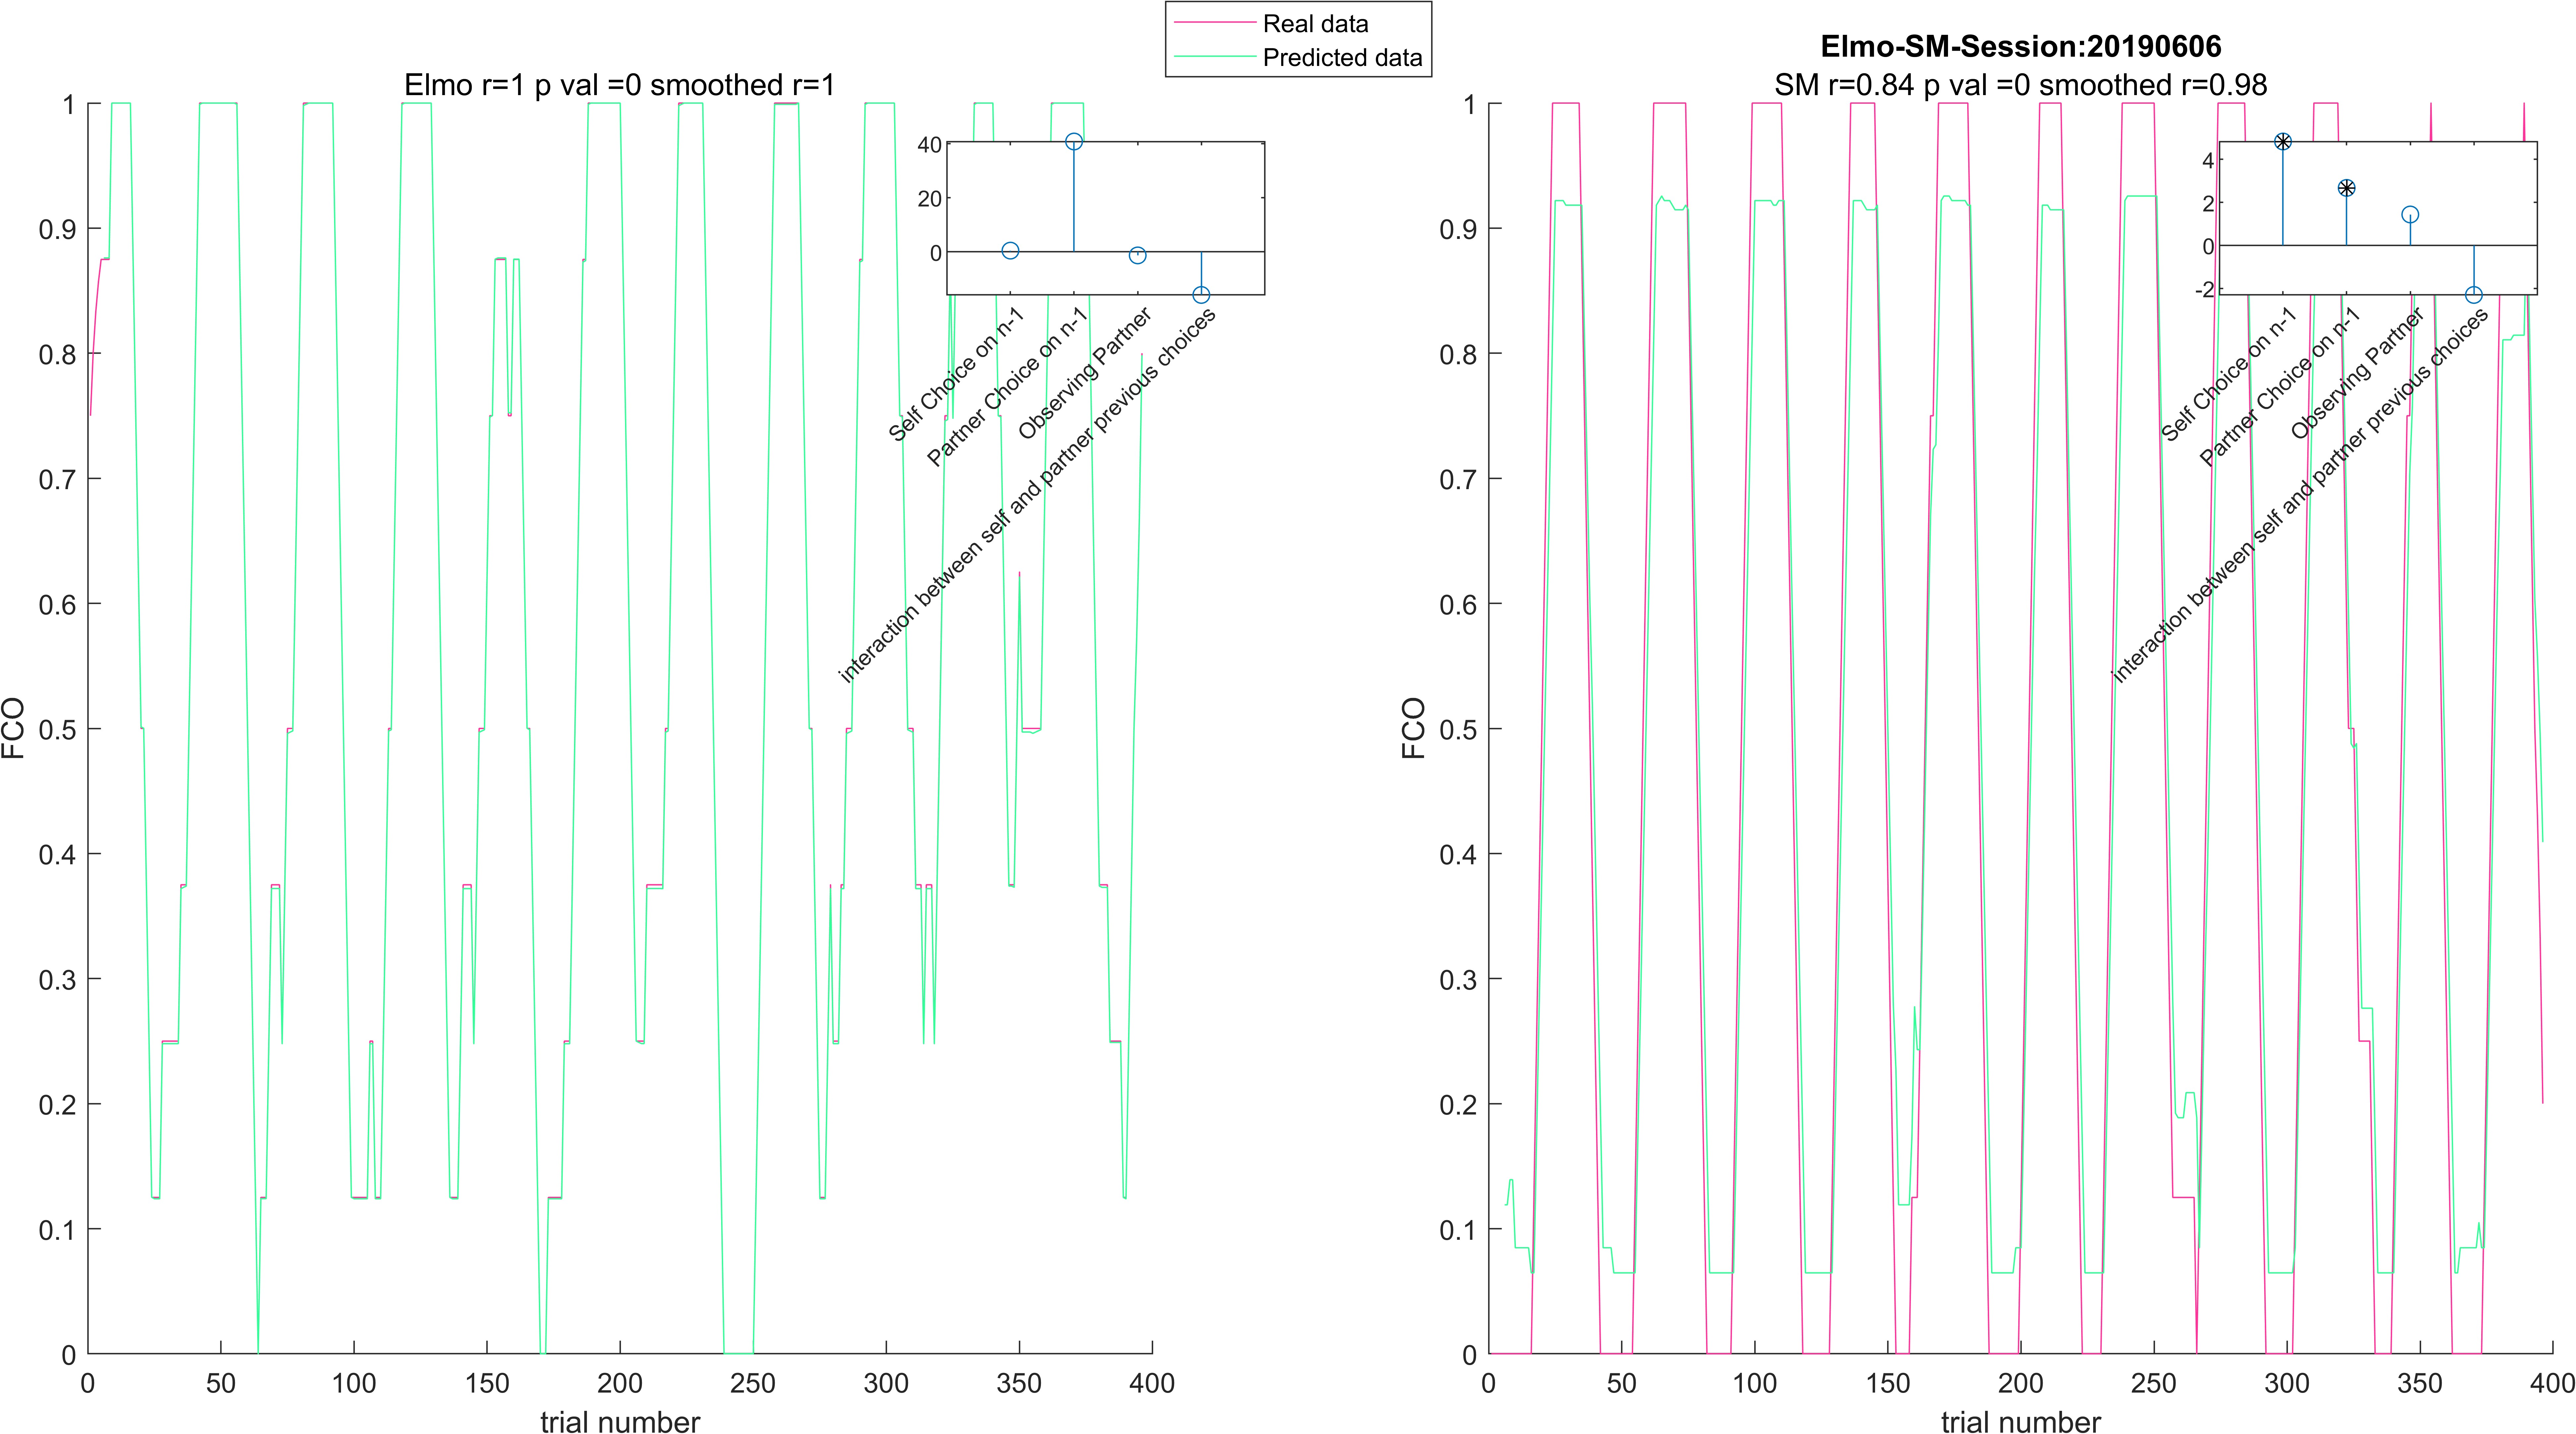 Real data
Predicted data
Elmo-SM-Session:20190606
Elmo r=1 p val =0 smoothed r=1
SM r=0.84 p val =0 smoothed r=0.98
1
0.9
0.8
0.7
0.6
0.5
0.4
0.3
0.2
0.1
0
FCO
0 50 100 150 200 250 300 350 400
trial number
40
20
0
Self Choice on n-1
Partner Choice on n-1
Observing Partner
interaction between self and partner previous choices
1
0.9
0.8
0.7
0.6
0.5
0.4
0.3
0.2
0.1
0
FCO
0 50 100 150 200 250 300 350 400
trial number
4
2
0
-2
Self Choice on n-1
Partner Choice on n-1
Observing Partner
interaction between self and partner previous choices